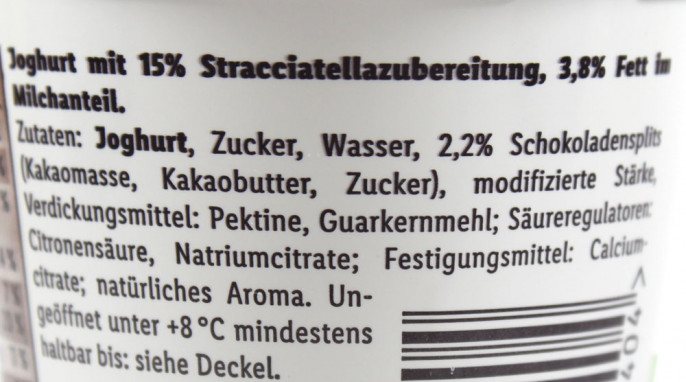 Joghurt mit 15% Stracciatellazubereitung, 3,8% Fett im
Milchanteil.
Zutaten: Joghurt, Zucker, Wasser, 2,2% Schokoladensplits
(Kakaomasse, Kakaobutter, Zucker), modifizierte Stärke,
Verdickungsmittel: Pektine, Guarkernmehl; Säureregulatoren:
Citronensäure, Natriumcitrate; Festigungsmittel: Calcium-
citrate; natürliches Aroma. Un-
geöffnet unter +8 °C mindestens
haltbar bis: siehe Deckel.